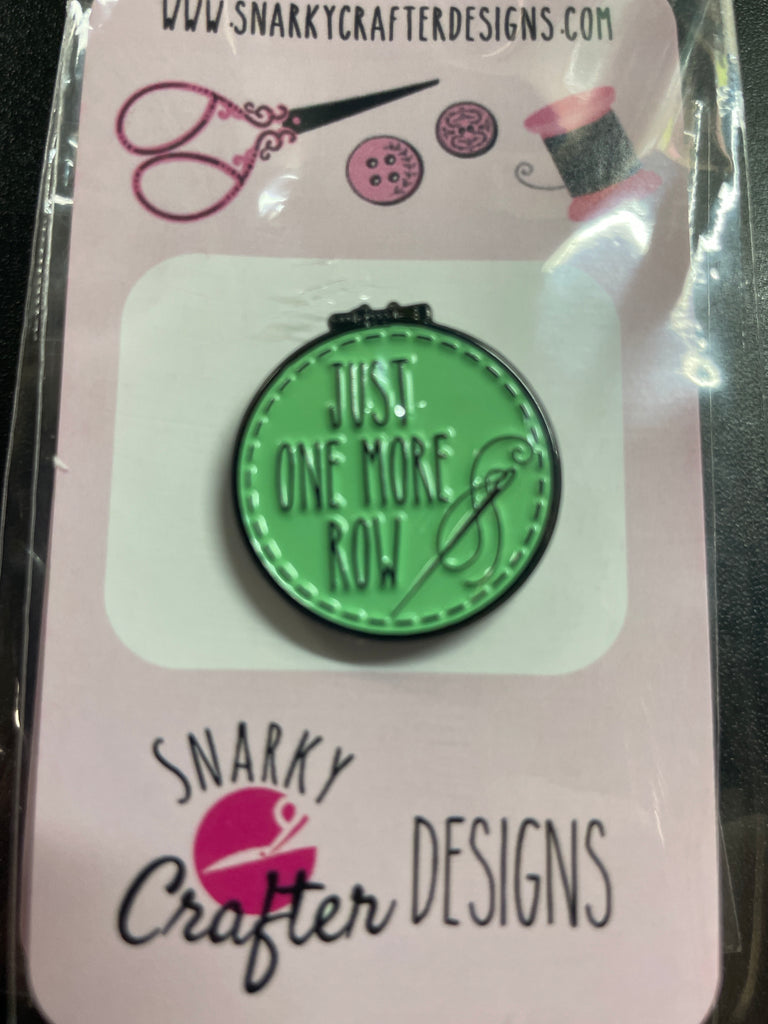 WWW.SNARKYCRAFTERDESIGNS.COM
JUST
ONE MORE
ROW
SNARKY
Crafter DESIGNS